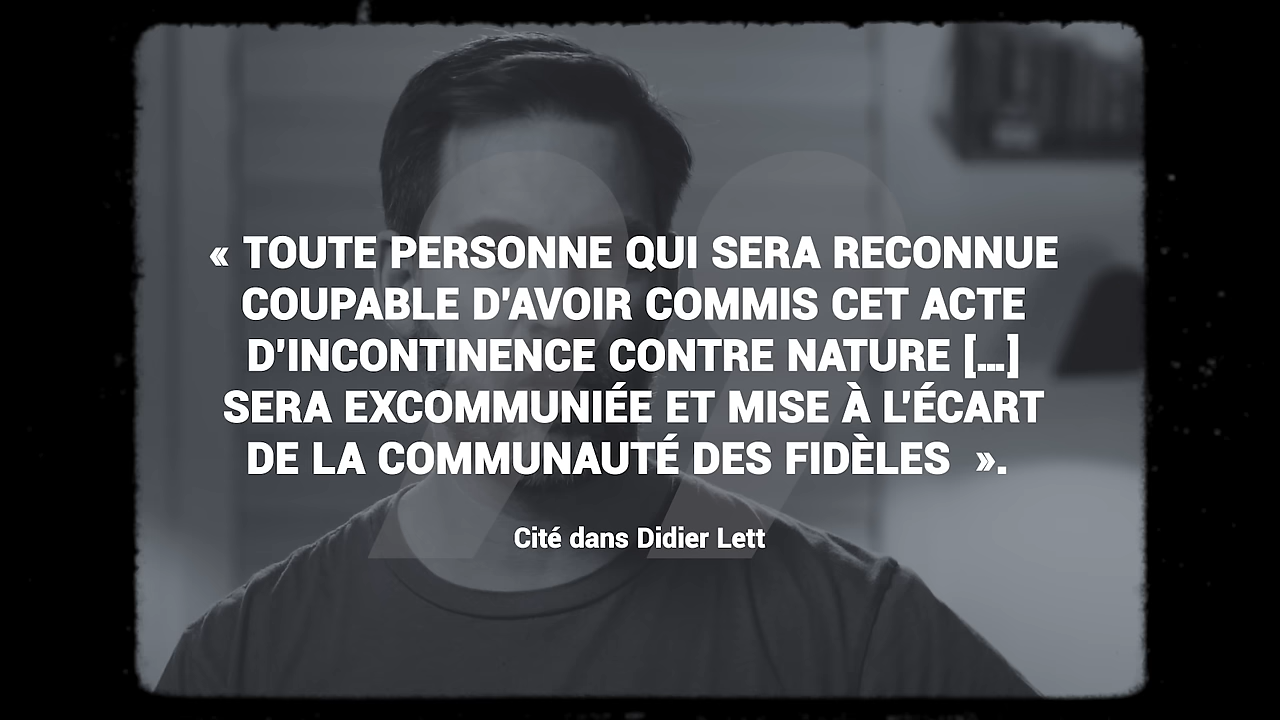 « TOUTE PERSONNE QUI SERA RECONNUE
COUPABLE D'AVOIR COMMIS CET ACTE
D'INCONTINENCE CONTRE NATURE [...]
SERA EXCOMMUNIÉE ET MISE À L'ÉCART
DE LA COMMUNAUTÉ DES FIDÈLES  ».
Cité dans Didier Lett